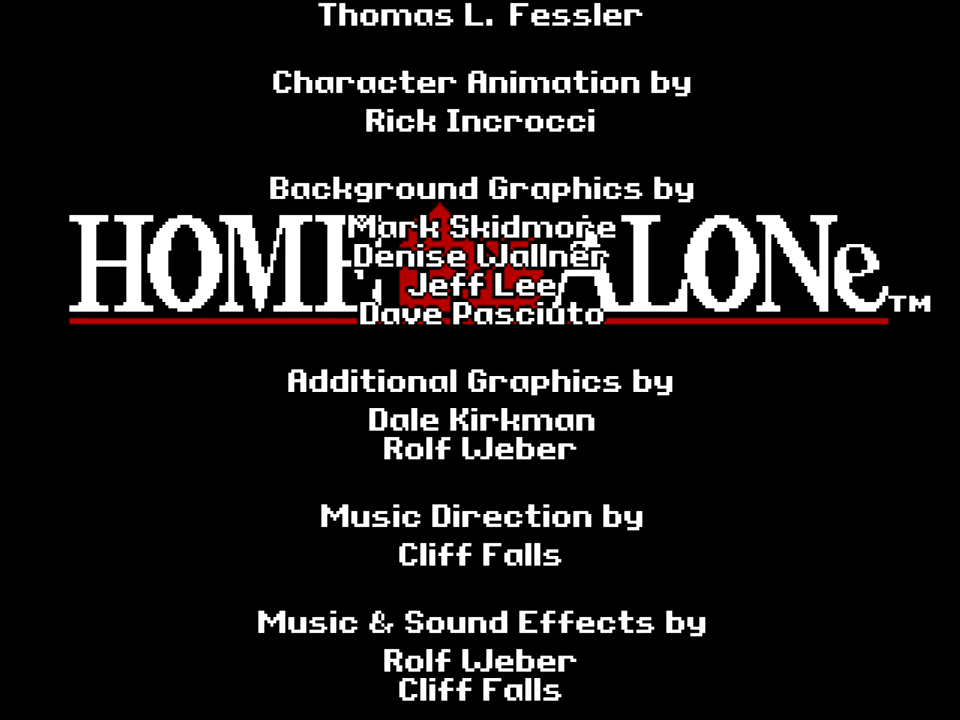 Thomas L. Fessler
Character Animation by
Rick Incrocci
Background Graphics by
Mark Skidmore
Denise Wallner
Jeff Lee
Dave Pasciuto
HOME ALONe™
Additional Graphics by
Dale Kirkman
Rolf Weber
Music Direction by
Cliff Falls
Music & Sound Effects by
Rolf Weber
Cliff Falls